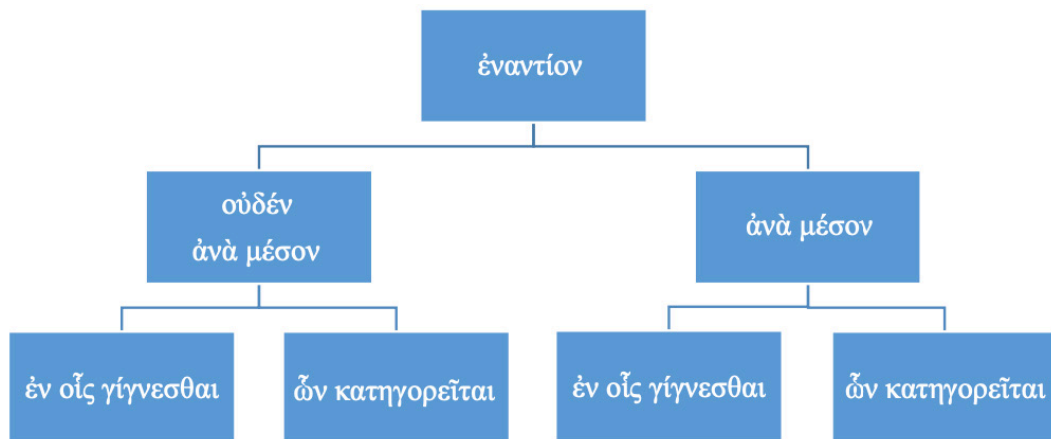 ἐναντίον
οὐδέν
ἀνὰ μέσον
ἀνὰ μέσον
ἐν οἷς γίγνεσθαι
ὧν κατηγορεῖται
ἐν οἷς γίγνεσθαι
ὧν κατηγορεῖται